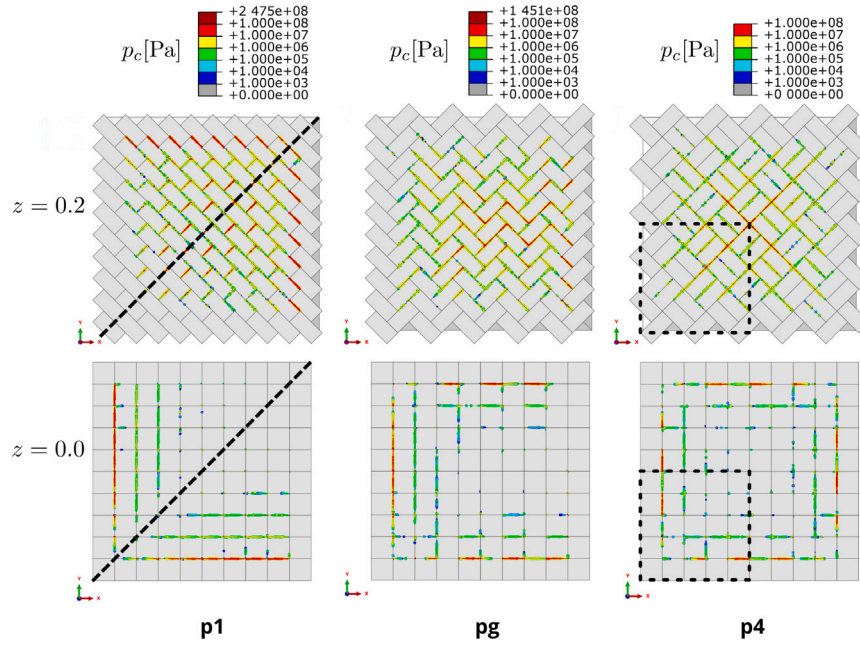 +2 475e+08
+1.000e+08
+1.000e+07
+1.000e+06
+1.000e+05
+1.000e+04
+1.000e+03
+0.000e+00
p_c[Pa]
+1 451e+08
+1.000e+08
+1.000e+07
+1.000e+06
+1.000e+05
+1.000e+04
+1.000e+03
+0.000e+00
p_c[Pa]
+1.000e+08
+1.000e+07
+1.000e+06
+1.000e+05
+1.000e+04
+1.000e+03
+0 000e+00
p_c[Pa]
z = 0.2
Y
X
Y
X
Y
X
z = 0.0
Y
X
Y
X
Y
X
p1
pg
p4